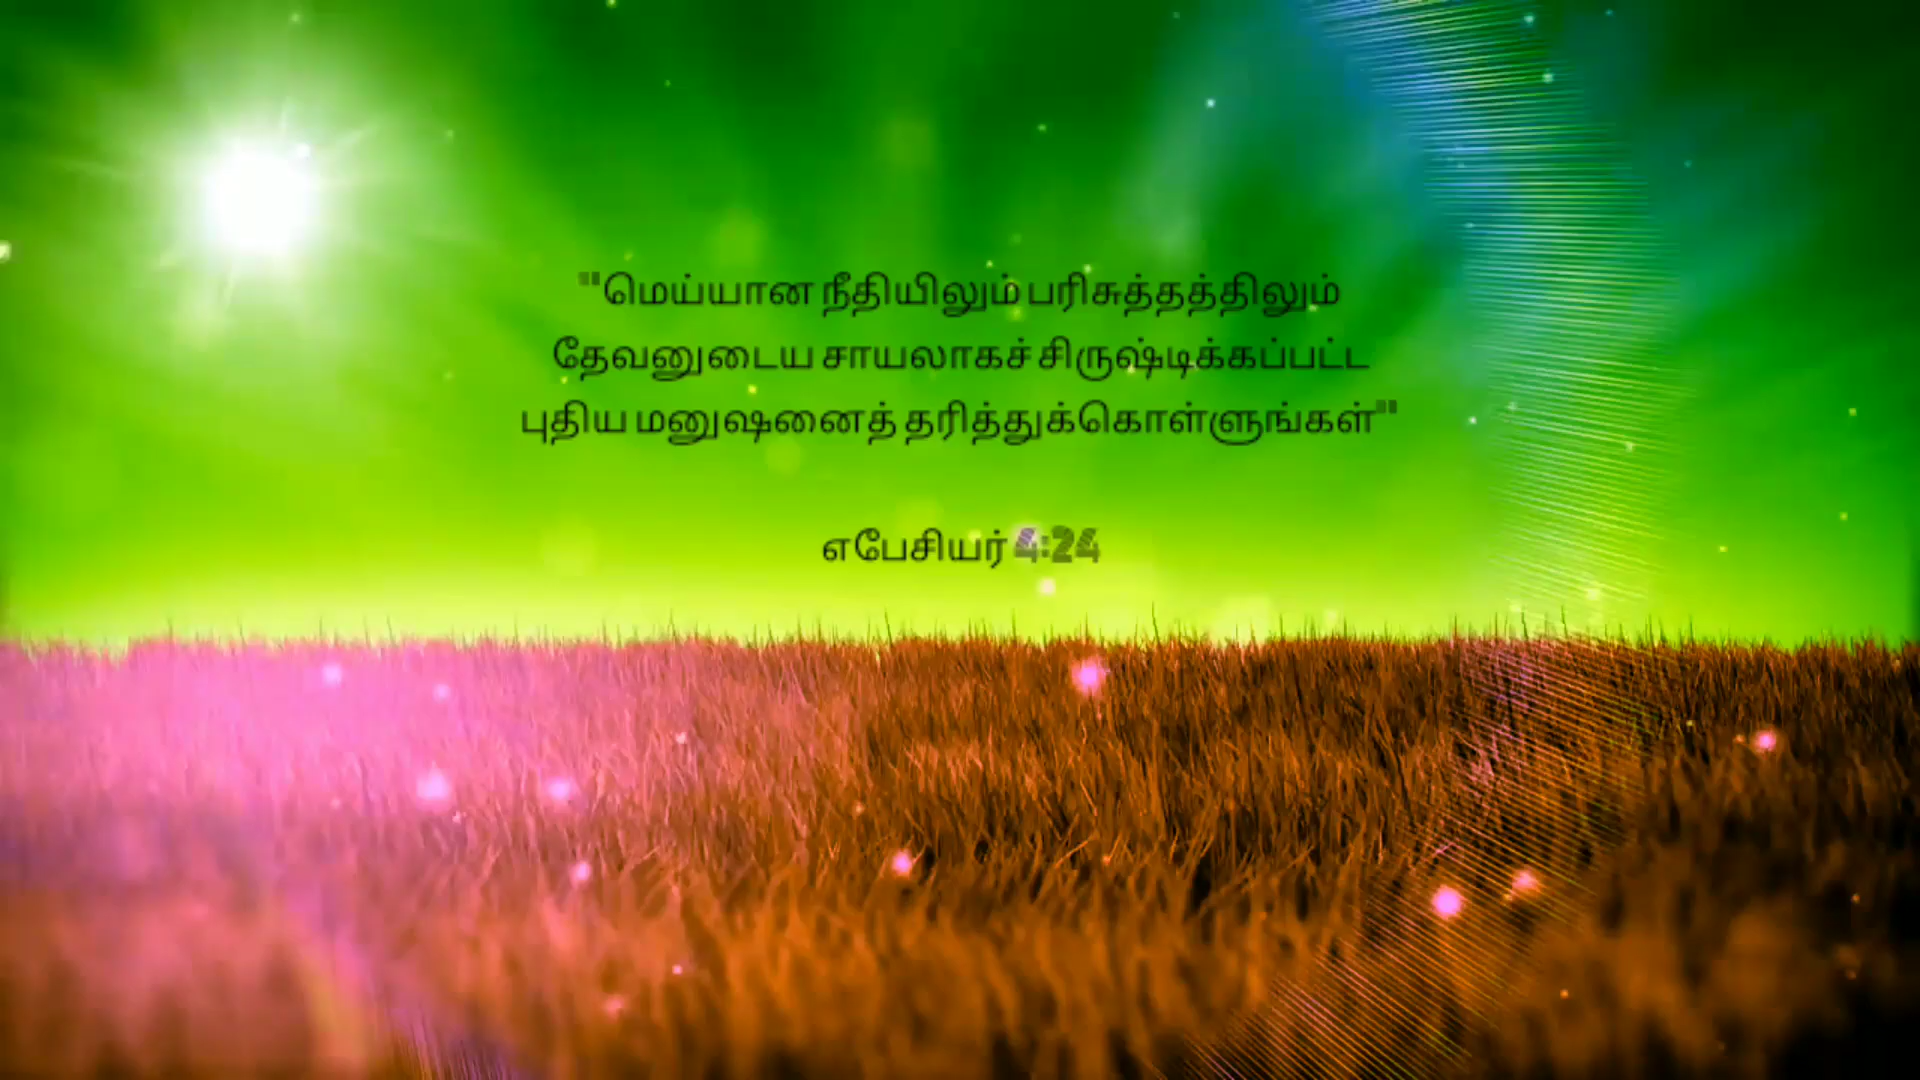 "மெய்யான நீதியிலும் பரிசுத்தத்திலும்
தேவனுடைய சாயலாகச் சிருஷ்டிக்கப்பட்ட
புதிய மனுஷனைத் தரித்துக்கொள்ளுங்கள்"
எபேசியர் 4:24